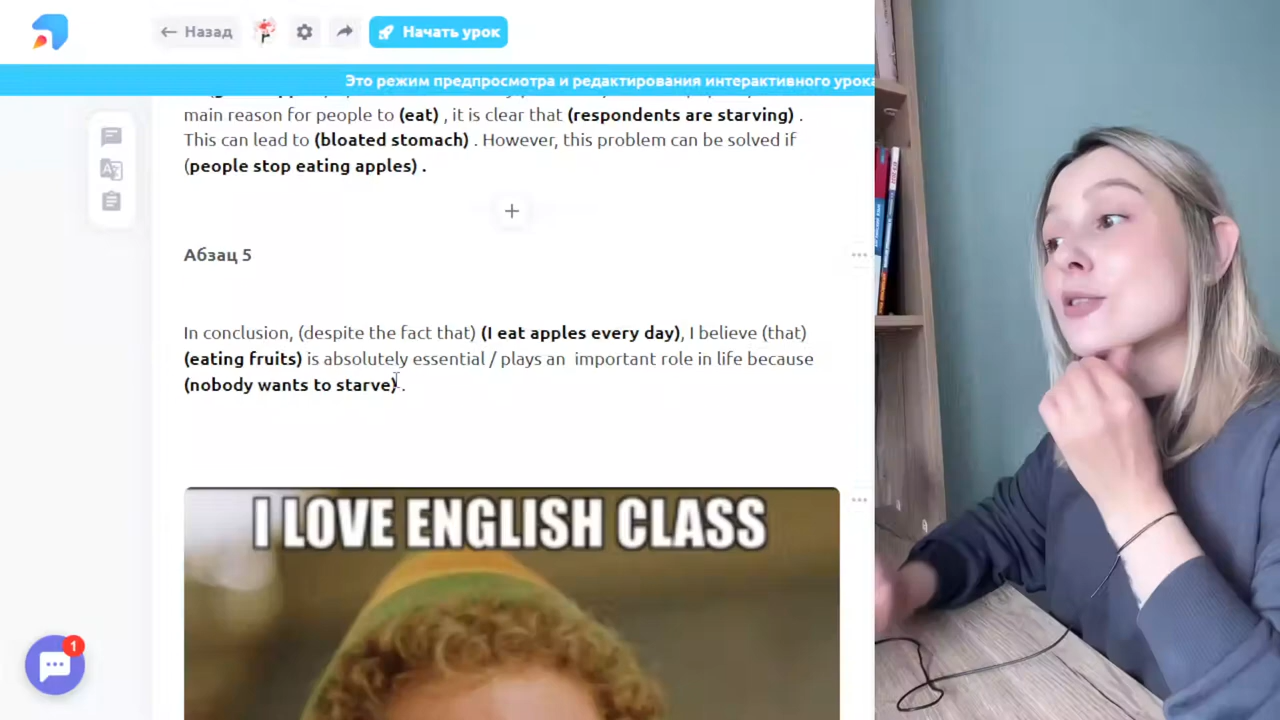 Назад
Начать урок
Это режим предпросмотра и редактирования интерактивного урока
main reason for people to (eat) , it is clear that (respondents are starving) .
This can lead to (bloated stomach) . However, this problem can be solved if
(people stop eating apples) .
Абзац 5
In conclusion, (despite the fact that) (I eat apples every day), I believe (that)
(eating fruits) is absolutely essential / plays an  important role in life because
(nobody wants to starve) .
I LOVE ENGLISH CLASS
1